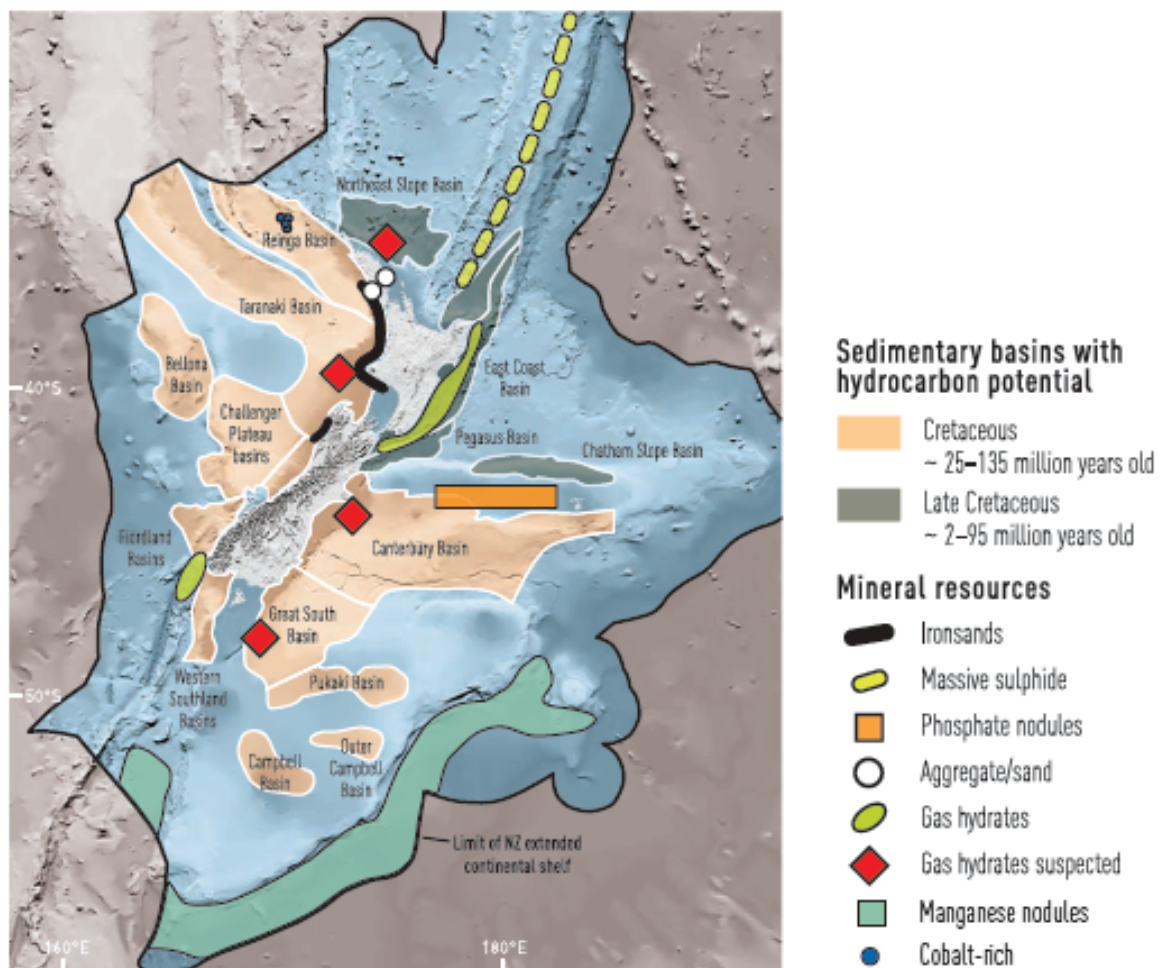 Northeast Slope Basin
Reinga Basin
Taranaki Basin
Bellona
Basin
40°S
Challenger
Plateau
basins
East Coast
Basin
Pegasus Basin
Chatham Slope Basin
Fiordland
Basins
Canterbury Basin
Great South
Basin
Western
Southland
Basins
50°S
Pukaki Basin
Campbell
Basin
Outer
Campbell
Basin
Limit of NZ extended
continental shelf
160°E
180°E
Sedimentary basins with
hydrocarbon potential
Cretaceous
~ 25–135 million years old
Late Cretaceous
~ 2–95 million years old
Mineral resources
Ironsands
Massive sulphide
Phosphate nodules
Aggregate/sand
Gas hydrates
Gas hydrates suspected
Manganese nodules
Cobalt-rich